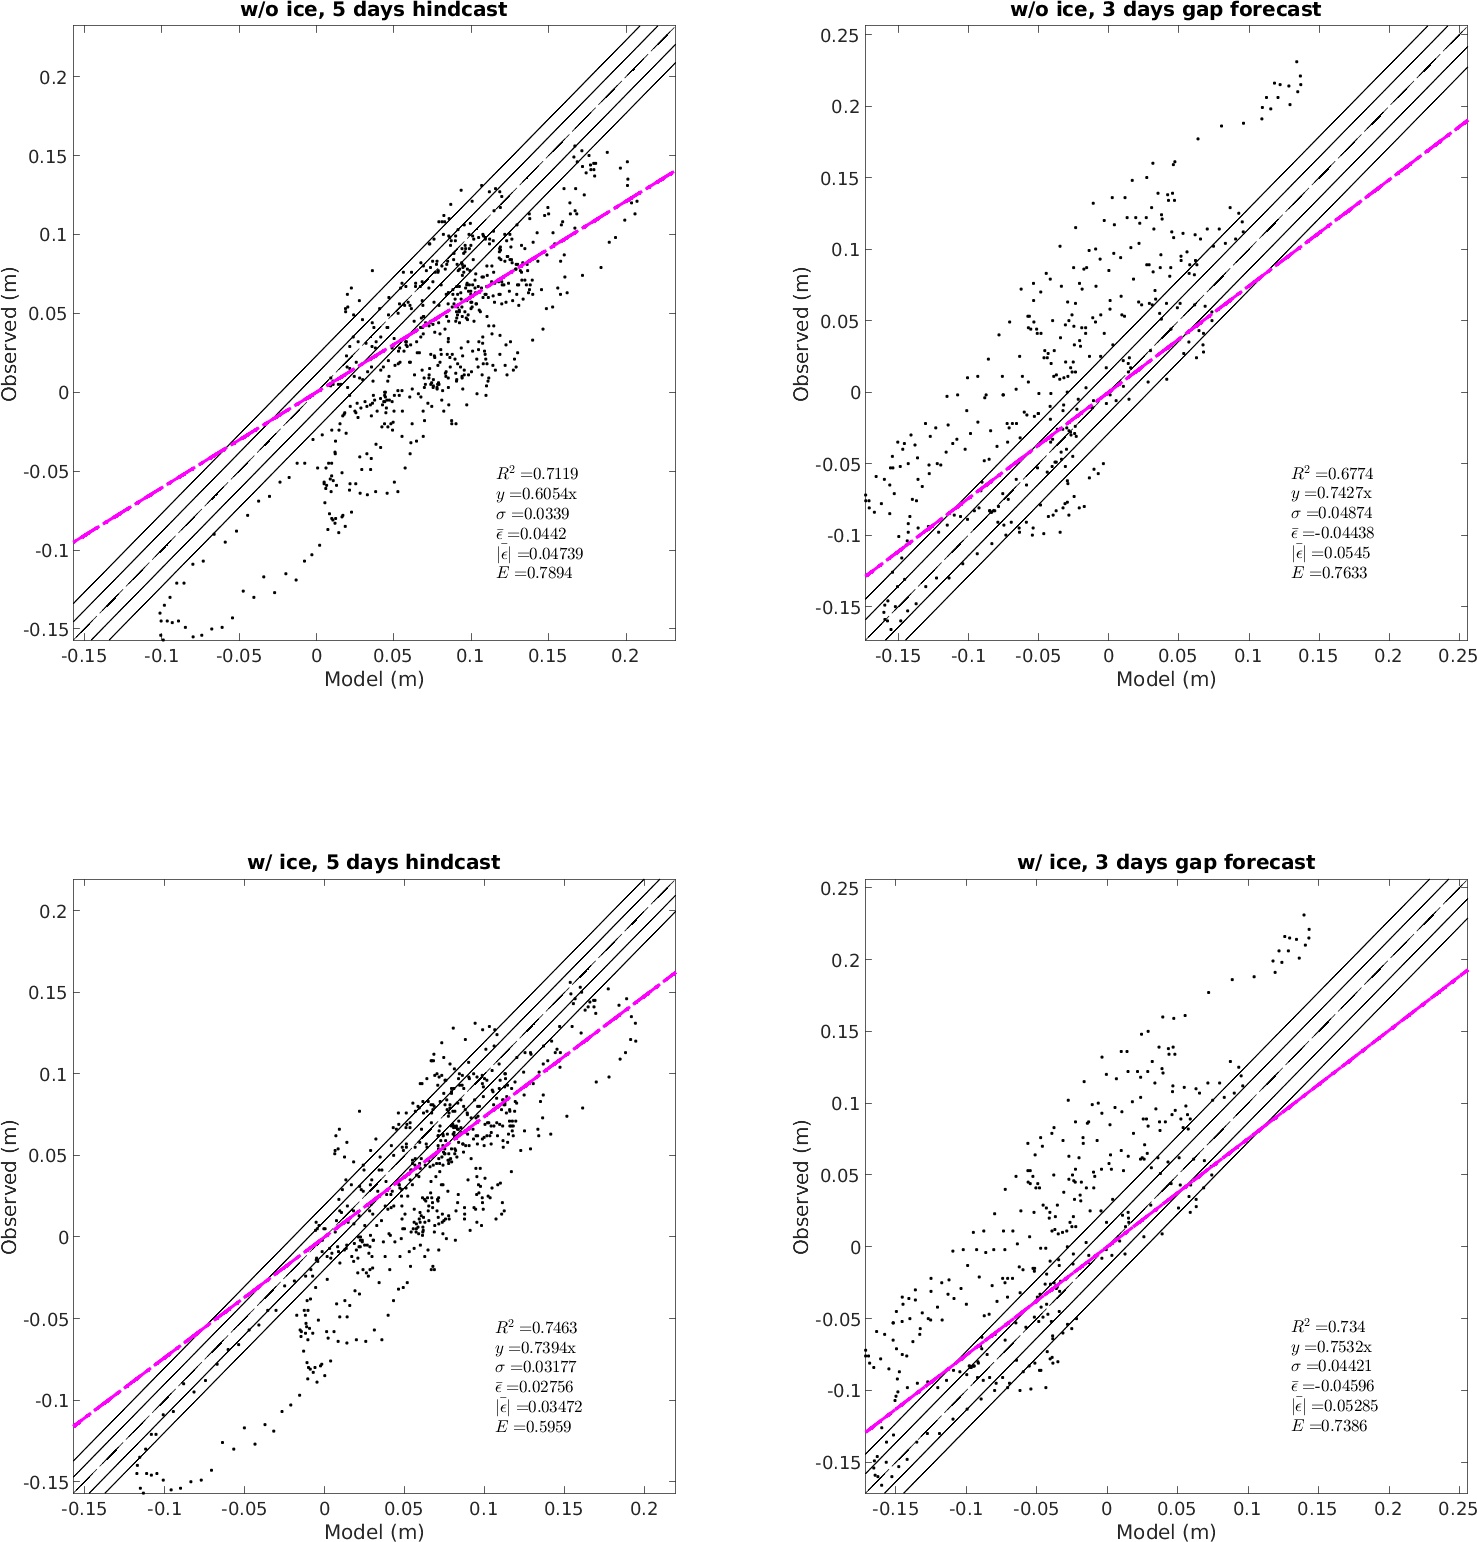 w/o ice, 5 days hindcast
0.2
0.15
0.1
0.05
0
-0.05
-0.1
-0.15
Observed (m)
R² =0.7119
y =0.6054x
σ =0.0339
ϵ̄ =0.0442
|ϵ̄| =0.04739
E =0.7894
-0.15 -0.1 -0.05 0 0.05 0.1 0.15 0.2
Model (m)
w/o ice, 3 days gap forecast
0.25
0.2
0.15
0.1
0.05
0
-0.05
-0.1
-0.15
Observed (m)
R² =0.6774
y =0.7427x
σ =0.04874
ϵ̄ =-0.04438
|ϵ̄| =0.0545
E =0.7633
-0.15 -0.1 -0.05 0 0.05 0.1 0.15 0.2 0.25
Model (m)
w/ ice, 5 days hindcast
0.2
0.15
0.1
0.05
0
-0.05
-0.1
-0.15
Observed (m)
R² =0.7463
y =0.7394x
σ =0.03177
ϵ̄ =0.02756
|ϵ̄| =0.03472
E =0.5959
-0.15 -0.1 -0.05 0 0.05 0.1 0.15 0.2
Model (m)
w/ ice, 3 days gap forecast
0.25
0.2
0.15
0.1
0.05
0
-0.05
-0.1
-0.15
Observed (m)
R² =0.734
y =0.7532x
σ =0.04421
ϵ̄ =-0.04596
|ϵ̄| =0.05285
E =0.7386
-0.15 -0.1 -0.05 0 0.05 0.1 0.15 0.2 0.25
Model (m)